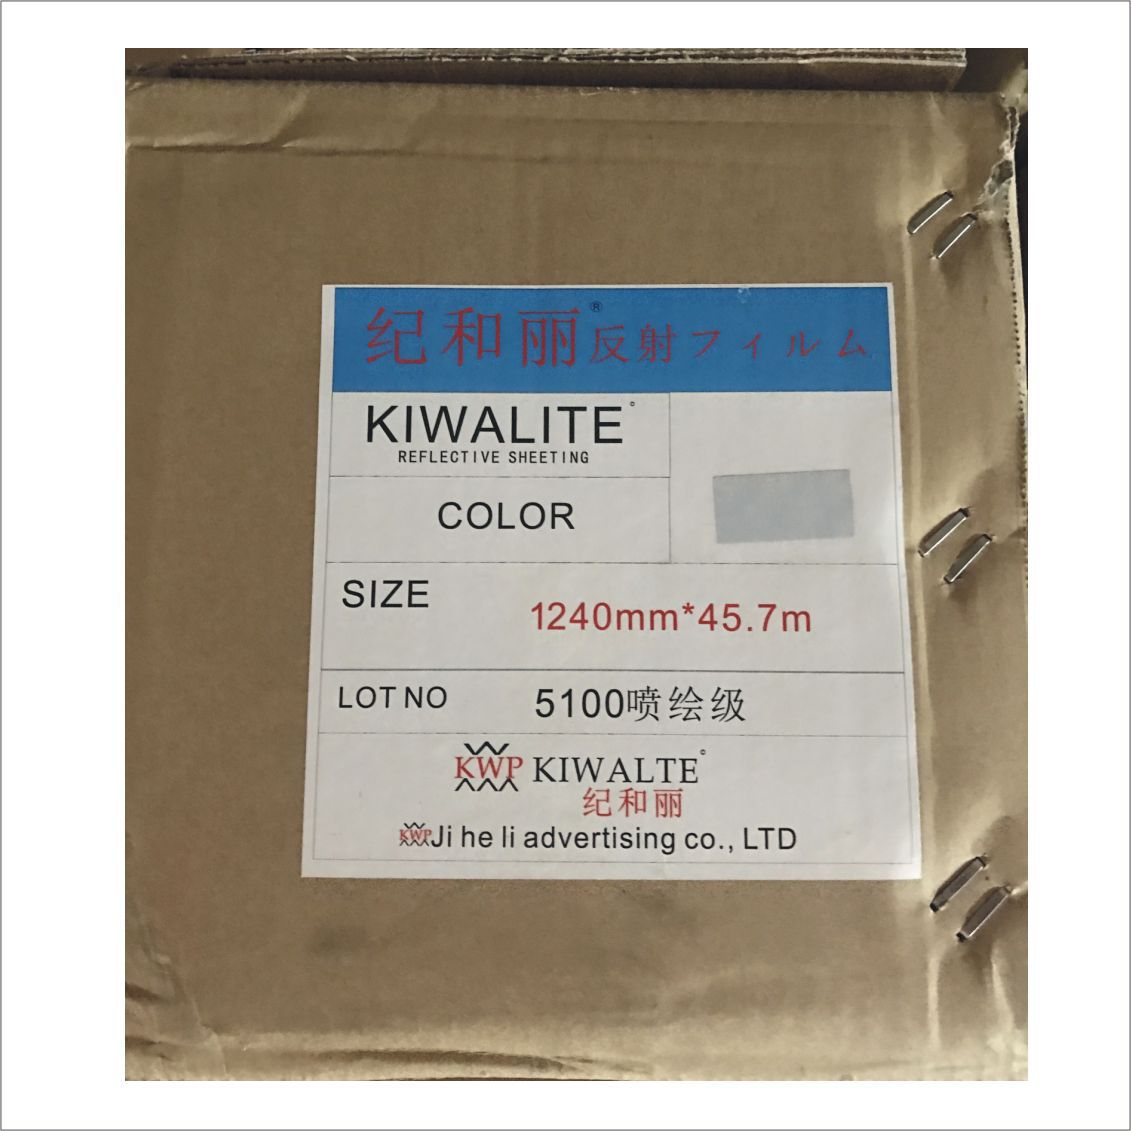 纪和丽®反射フィルム
KIWALITE
REFLECTIVE SHEETING
COLOR
SIZE
1240mm*45.7m
LOT NO
5100喷绘级
KWP KIWALTE
纪和丽
KWP Ji he li advertising co., LTD